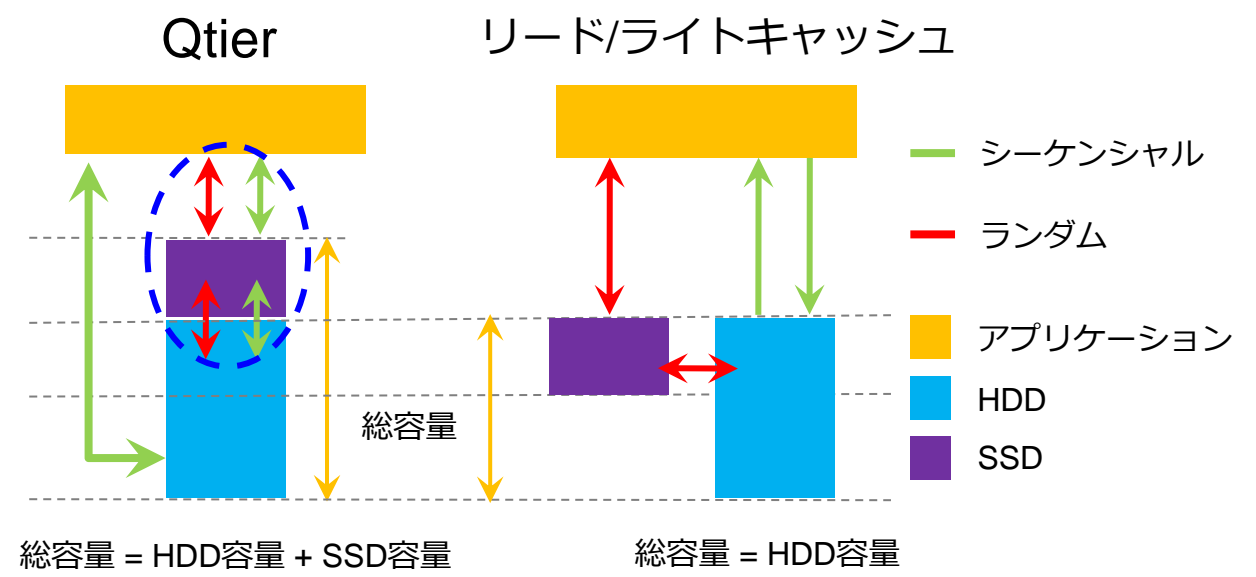 Qtier
リード/ライトキャッシュ
シーケンシャル
ランダム
アプリケーション
HDD
SSD
総容量
総容量 = HDD容量 + SSD容量
総容量 = HDD容量